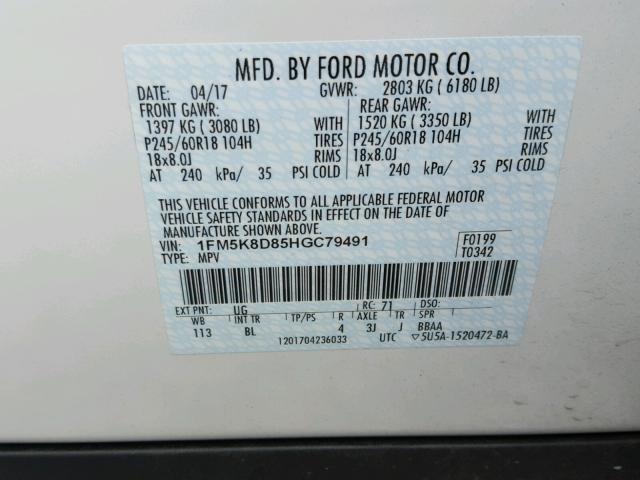 MFD. BY FORD MOTOR CO.
DATE: 04/17 GVWR: 2803 KG ( 6180 LB)
FRONT GAWR: REAR GAWR:
1397 KG ( 3080 LB) WITH 1520 KG ( 3350 LB) WITH
P245/60R18 104H TIRES P245/60R18 104H TIRES
18x8.0J RIMS 18x8.0J RIMS
AT 240 kPa/ 35 PSI COLD AT 240 kPa/ 35 PSI COLD
THIS VEHICLE CONFORMS TO ALL APPLICABLE FEDERAL MOTOR
VEHICLE SAFETY STANDARDS IN EFFECT ON THE DATE OF
MANUFACTURE SHOWN ABOVE.
VIN: 1FM5K8D85HGC79491 F0199
TYPE: MPV T0342
EXT PNT: UG RC: 71 DSO:
WB INT TR TP/PS R AXLE TR SPR
113 BL 4 3J J BBAA
1201704236033 UTC ▽5U5A-1520472-BA